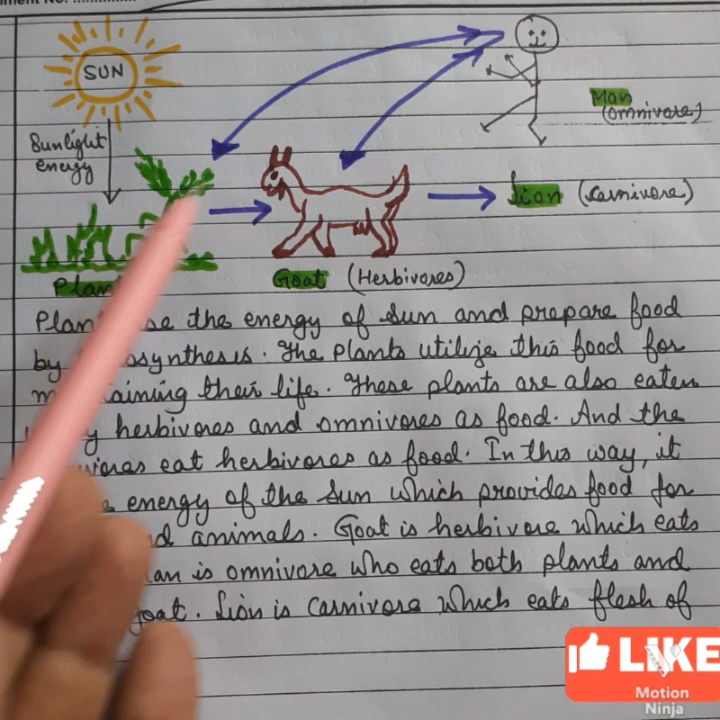 SUN
Sunlight
energy
Man
(omnivore)
Lion (Carnivore)
Goat (Herbivores)
Plan
Plan se the energy of Sun and prepare food
by osynthesis. The plants utilize this food for
m aining their life. These plants are also eaten
y herbivores and omnivores as food. And the
vores eat herbivores as food. In this way, it
energy of the Sun which provides food for
d animals. Goat is herbivore which eats
an is omnivore who eats both plants and
goat. Lion is Carnivore which eats flesh of
LIKE
Motion
Ninja